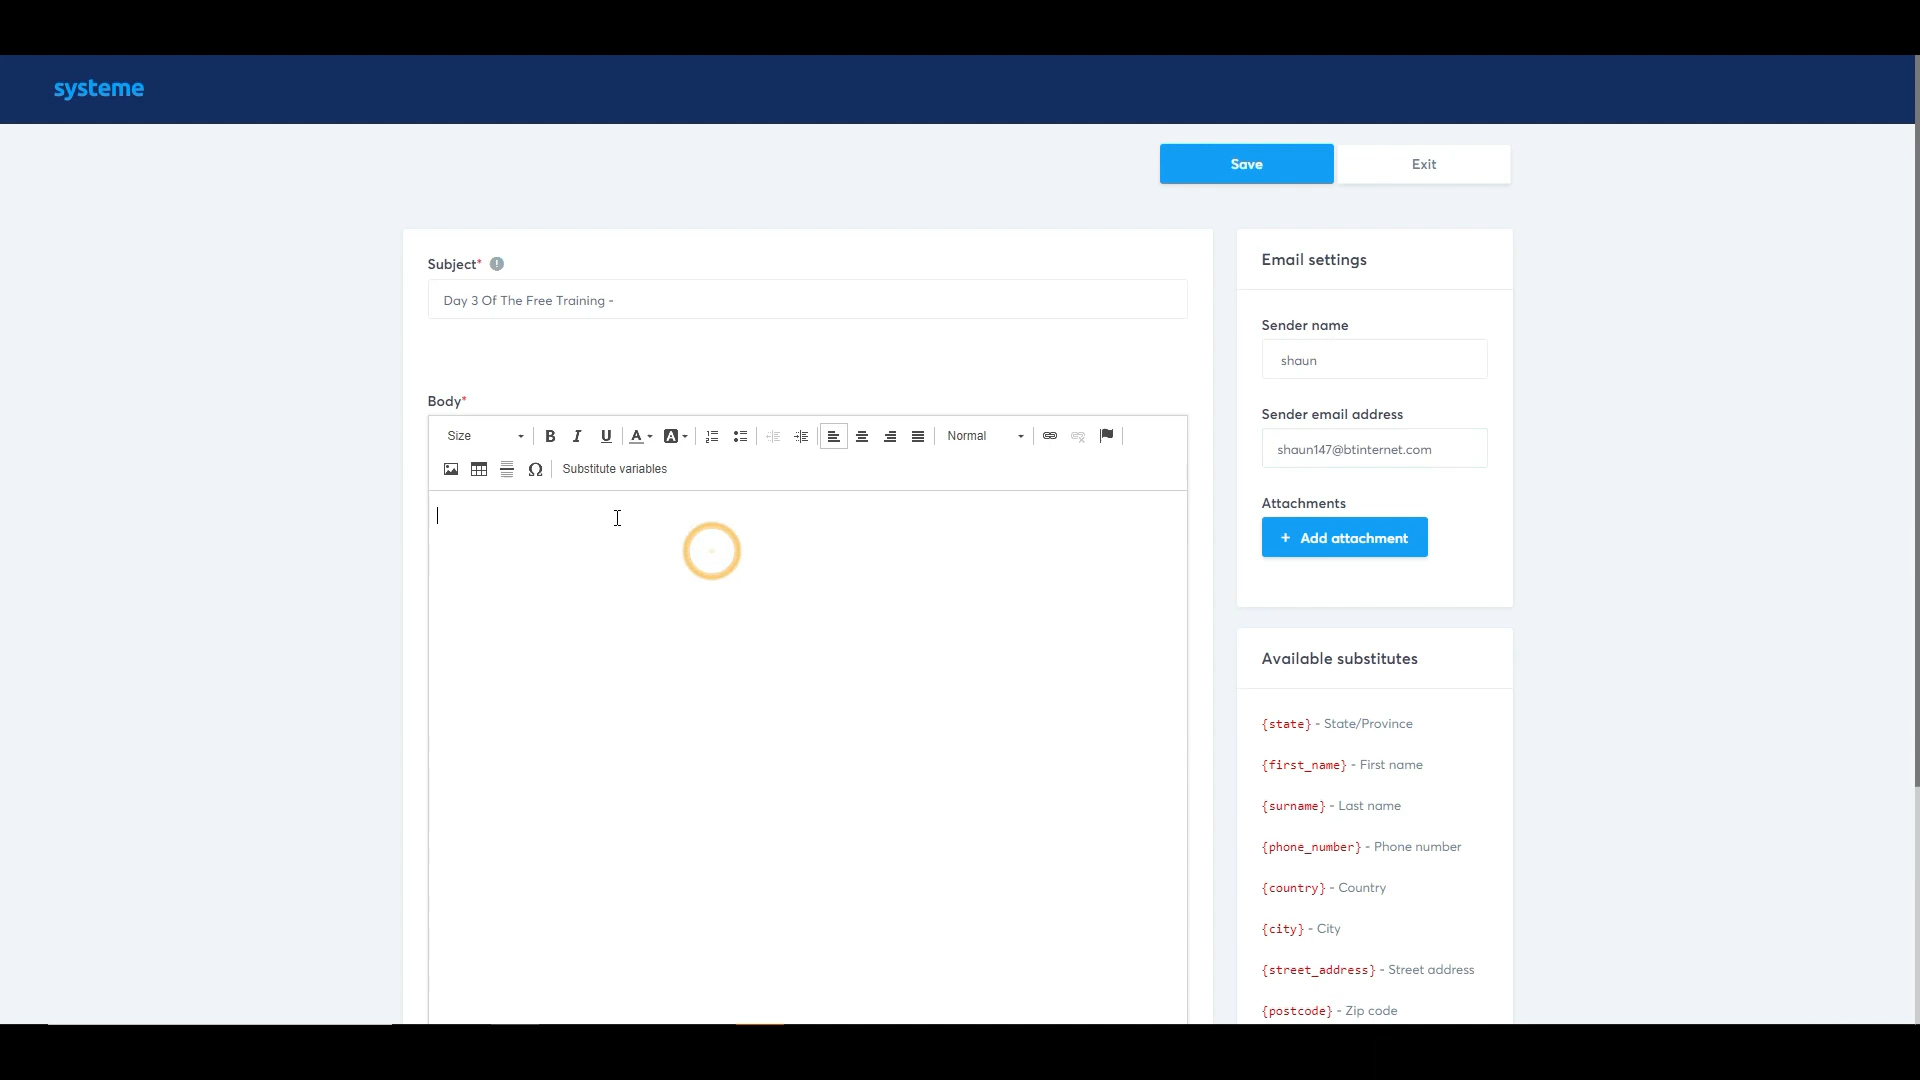 systeme
Save
Exit
Subject*
Day 3 Of The Free Training -
Body*
Size
B I U A A
Normal
Substitute variables
Email settings
Sender name
shaun
Sender email address
shaun147@btinternet.com
Attachments
+ Add attachment
Available substitutes
{state} - State/Province
{first_name} - First name
{surname} - Last name
{phone_number} - Phone number
{country} - Country
{city} - City
{street_address} - Street address
{postcode} - Zip code